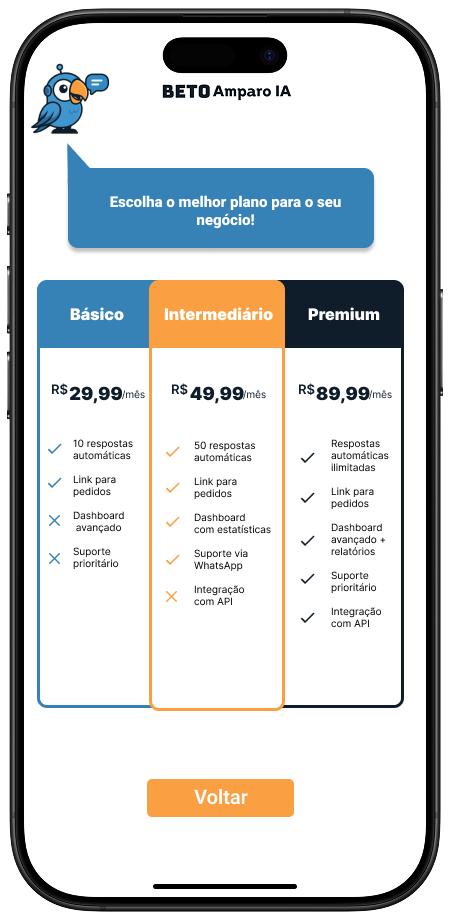 BETO Amparo IA
Escolha o melhor plano para o seu
negócio!
Básico
Intermediário
Premium
R$29,99/mês
R$49,99/mês
R$89,99/mês
10 respostas
automáticas
Link para
pedidos
Dashboard
avançado
Suporte
prioritário
50 respostas
automáticas
Link para
pedidos
Dashboard
com estatísticas
Suporte via
WhatsApp
Integração
com API
Respostas
automáticas
ilimitadas
Link para
pedidos
Dashboard
avançado +
relatórios
Suporte
prioritário
Integração
com API
Voltar